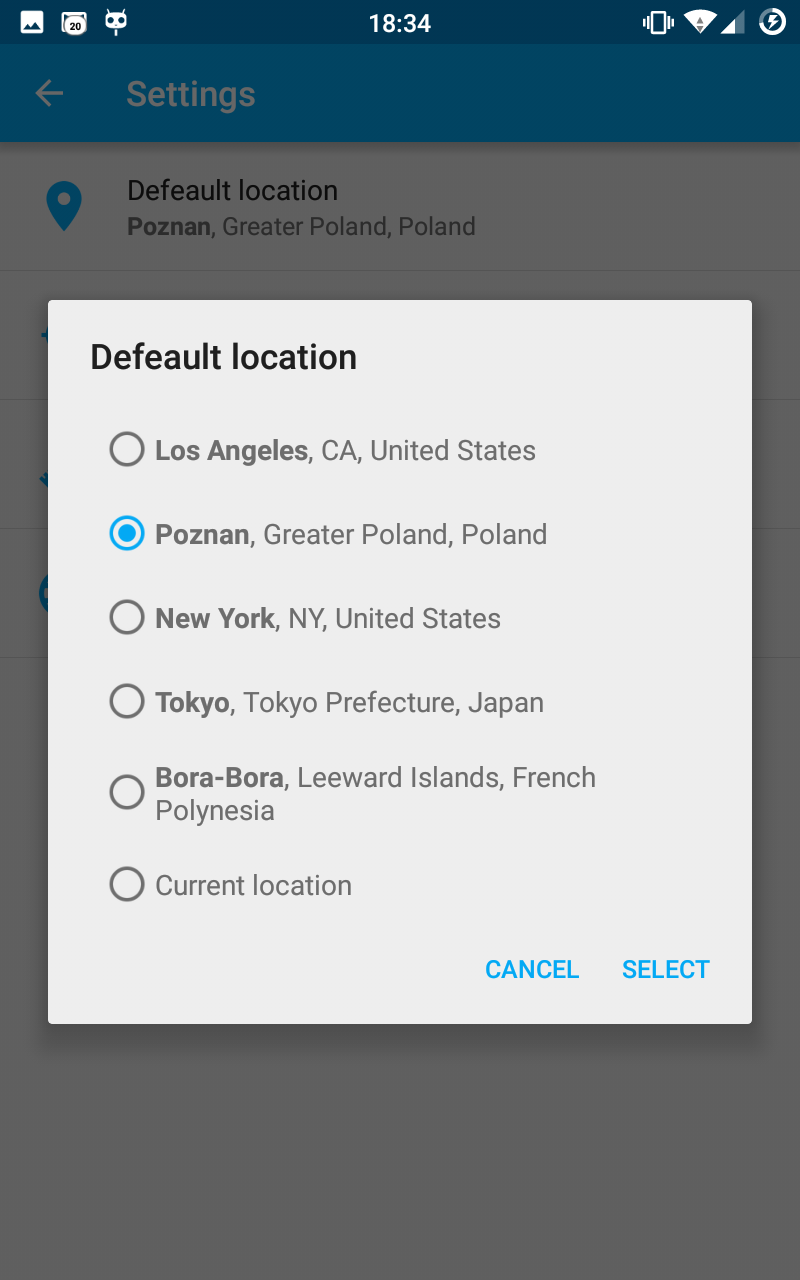 20
18:34
Settings
Defeault location
Poznan, Greater Poland, Poland
Defeault location
Los Angeles, CA, United States
Poznan, Greater Poland, Poland
New York, NY, United States
Tokyo, Tokyo Prefecture, Japan
Bora-Bora, Leeward Islands, French
Polynesia
Current location
CANCEL SELECT